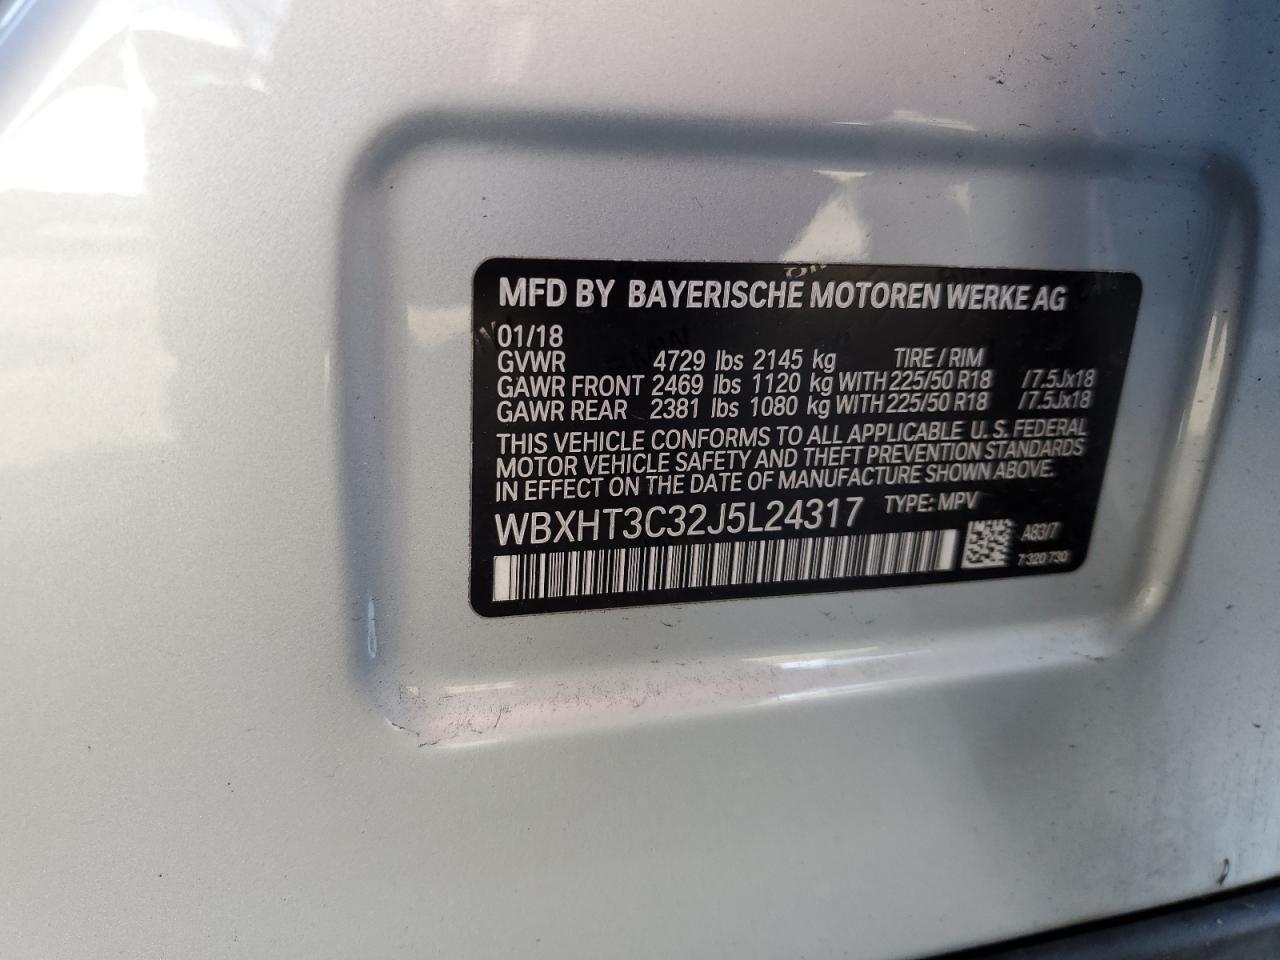 MFD BY BAYERISCHE MOTOREN WERKE AG
01/18
GVWR 4729 lbs 2145 kg TIRE / RIM
GAWR FRONT 2469 lbs 1120 kg WITH 225/50 R18 /7.5Jx18
GAWR REAR 2381 lbs 1080 kg WITH 225/50 R18 /7.5Jx18
THIS VEHICLE CONFORMS TO ALL APPLICABLE U.S. FEDERAL
MOTOR VEHICLE SAFETY AND THEFT PREVENTION STANDARDS
IN EFFECT ON THE DATE OF MANUFACTURE SHOWN ABOVE.
WBXHT3C32J5L24317 TYPE: MPV
A83/7
7 320 730